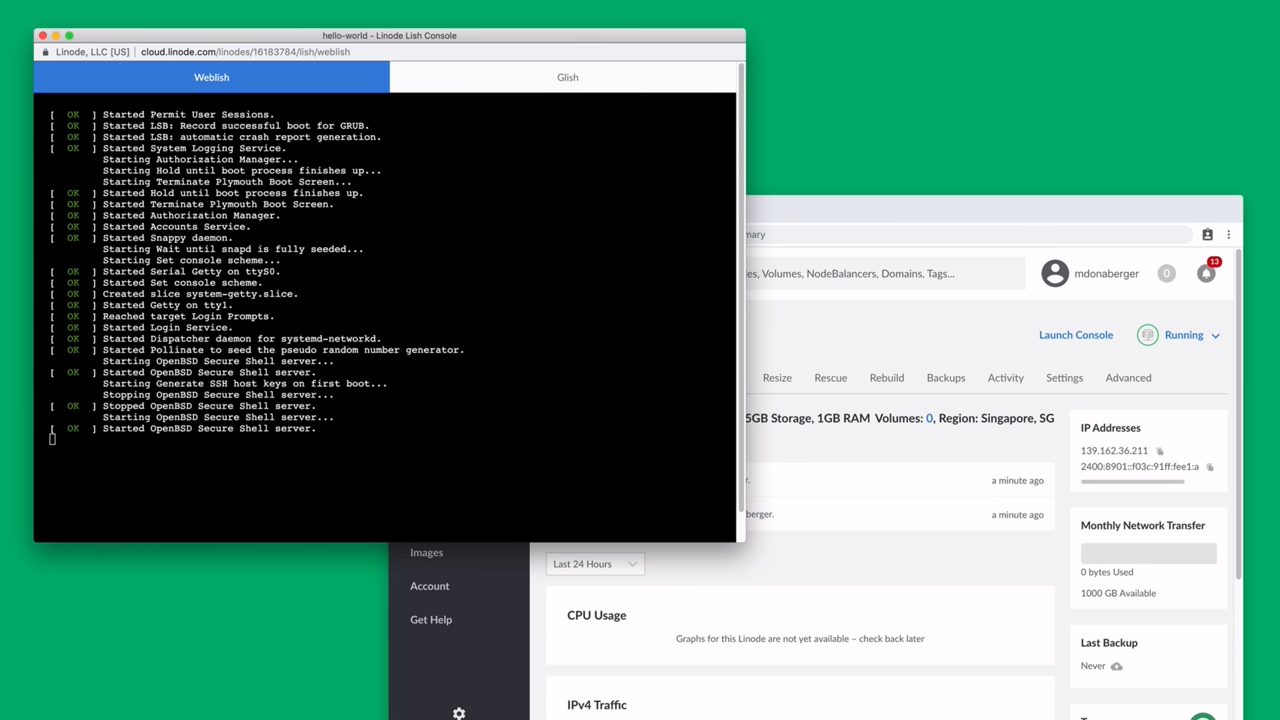 hello-world - Linode Lish Console
Linode, LLC [US] | cloud.linode.com/linodes/16183784/lish/weblish
Weblish Glish
[ OK ] Started Permit User Sessions.
[ OK ] Started LSB: Record successful boot for GRUB.
[ OK ] Started LSB: automatic crash report generation.
[ OK ] Started System Logging Service.
Starting Authorization Manager...
Starting Hold until boot process finishes up...
Starting Terminate Plymouth Boot Screen...
[ OK ] Started Hold until boot process finishes up.
[ OK ] Started Terminate Plymouth Boot Screen.
[ OK ] Started Authorization Manager.
[ OK ] Started Accounts Service.
[ OK ] Started Snappy daemon.
Starting Wait until snapd is fully seeded...
Starting Set console scheme...
[ OK ] Started Serial Getty on ttyS0.
[ OK ] Started Set console scheme.
[ OK ] Created slice system-getty.slice.
[ OK ] Started Getty on tty1.
[ OK ] Reached target Login Prompts.
[ OK ] Started Login Service.
[ OK ] Started Dispatcher daemon for systemd-networkd.
[ OK ] Started Pollinate to seed the pseudo random number generator.
Starting OpenBSD Secure Shell server...
[ OK ] Started OpenBSD Secure Shell server.
Starting Generate SSH host keys on first boot...
Stopping OpenBSD Secure Shell server...
[ OK ] Stopped OpenBSD Secure Shell server.
Starting OpenBSD Secure Shell server...
[ OK ] Started OpenBSD Secure Shell server.
mary
es, Volumes, NodeBalancers, Domains, Tags...
mdonaberger 0 13
Launch Console Running
Resize Rescue Rebuild Backups Activity Settings Advanced
5GB Storage, 1GB RAM Volumes: 0, Region: Singapore, SG
r. a minute ago
berger. a minute ago
IP Addresses
139.162.36.211
2400:8901::f03c:91ff:fee1:a
Monthly Network Transfer
0 bytes Used
1000 GB Available
Last Backup
Never
Images
Account
Get Help
Last 24 Hours
CPU Usage
Graphs for this Linode are not yet available – check back later
IPv4 Traffic